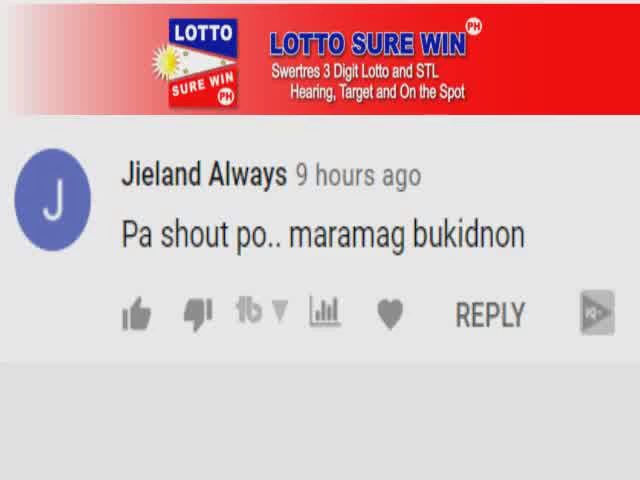 LOTTO
SURE WIN
PH
LOTTO SURE WIN PH
Swertres 3 Digit Lotto and STL
Hearing, Target and On the Spot
J
Jieland Always 9 hours ago
Pa shout po.. maramag bukidnon
REPLY